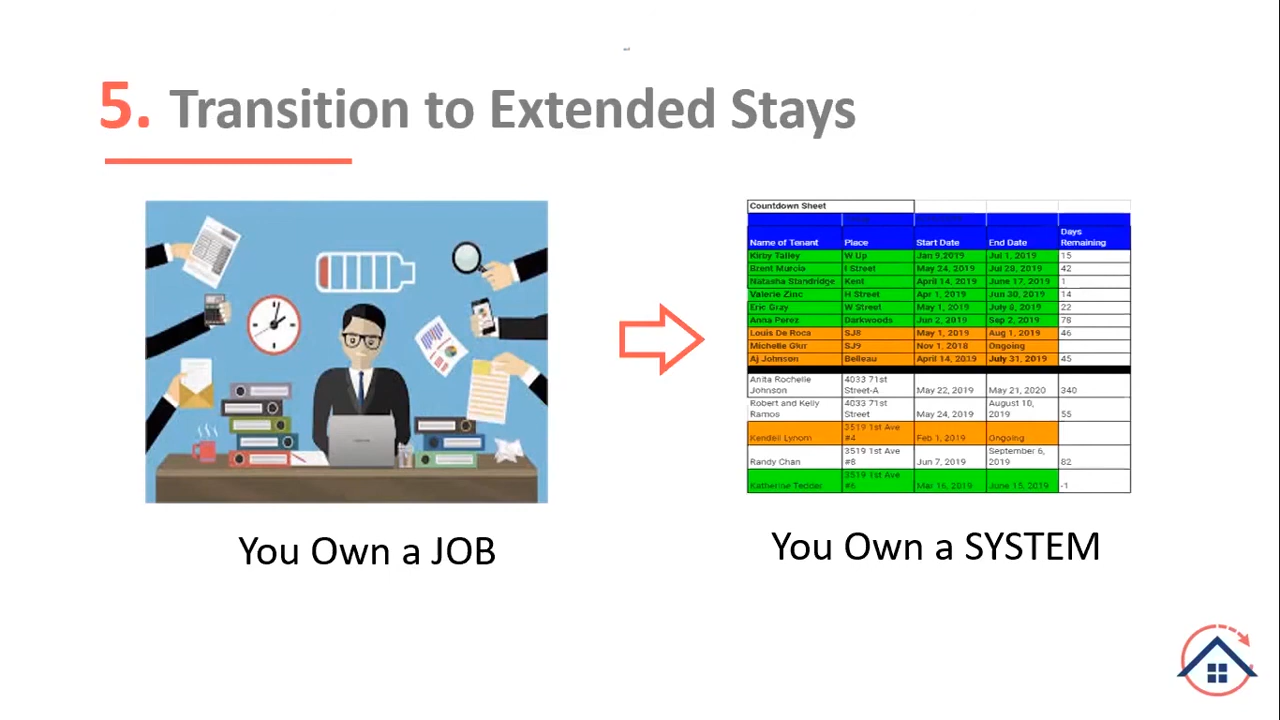 5. Transition to Extended Stays
Countdown Sheet
Name of Tenant Place Start Date End Date Days Remaining
Kirby Talley W Up Jan 9,2019 Jul 1, 2019 15
Brent Murcia I Street May 24, 2019 Jul 28, 2019 42
Natasha Standridge Kent April 14, 2019 June 17, 2019 1
Valerie Zinc H Street Apr 1, 2019 Jun 30, 2019 14
Eric Gray W Street May 1, 2019 July 8, 2019 22
Anna Perez Darkwoods Jun 2, 2019 Sep 2, 2019 78
Louis De Roca SJ8 May 1, 2019 Aug 1, 2019 46
Michelle SJ9 Nov 1, 2018 Ongoing
Aj Johnson Belleau April 14, 2019 July 31, 2019 45
Anita Rochelle Johnson 4033 71st Street-A May 22, 2019 May 21, 2020 340
Robert and Kelly Ramos 4033 71st Street May 24, 2019 August 10, 2019 55
Kendell Lynom 3519 1st Ave #4 Feb 1, 2019 Ongoing
Randy Chan 3519 1st Ave #8 Jun 7, 2019 September 6, 2019 82
Katherine Tedder 3519 1st Ave #6 Mar 16, 2019 June 15, 2019 -1
You Own a JOB
You Own a SYSTEM